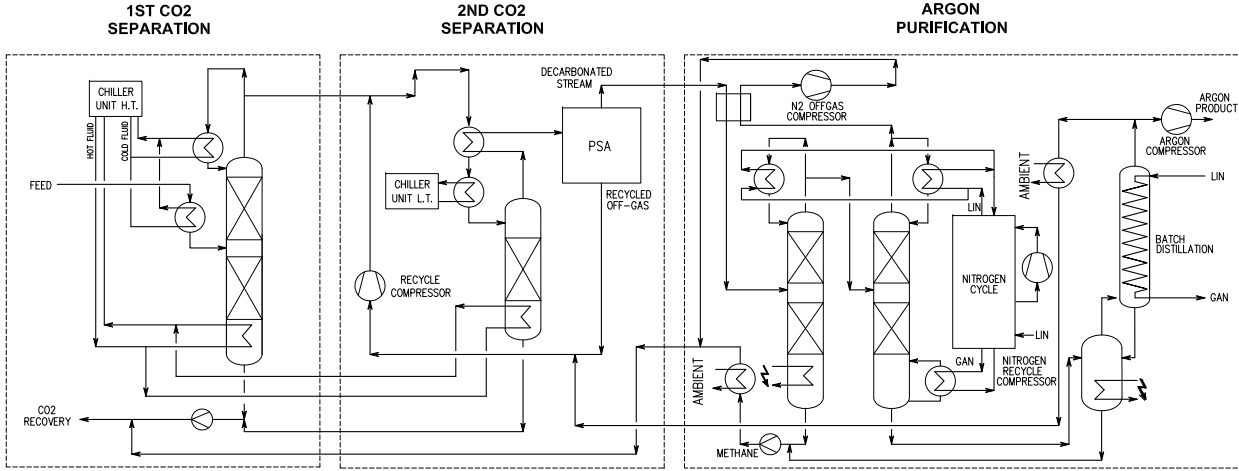 1ST CO2
SEPARATION
2ND CO2
SEPARATION
ARGON
PURIFICATION
CHILLER
UNIT H.T.
HOT FLUID
COLD FLUID
FEED
CO2
RECOVERY
CHILLER
UNIT L.T.
RECYCLE
COMPRESSOR
DECARBONATED
STREAM
PSA
RECYCLED
OFF-GAS
N2 OFFGAS
COMPRESSOR
LIN
NITROGEN
CYCLE
LIN
GAN
NITROGEN
RECYCLE
COMPRESSOR
AMBIENT
METHANE
AMBIENT
ARGON
PRODUCT
ARGON
COMPRESSOR
LIN
BATCH
DISTILLATION
GAN